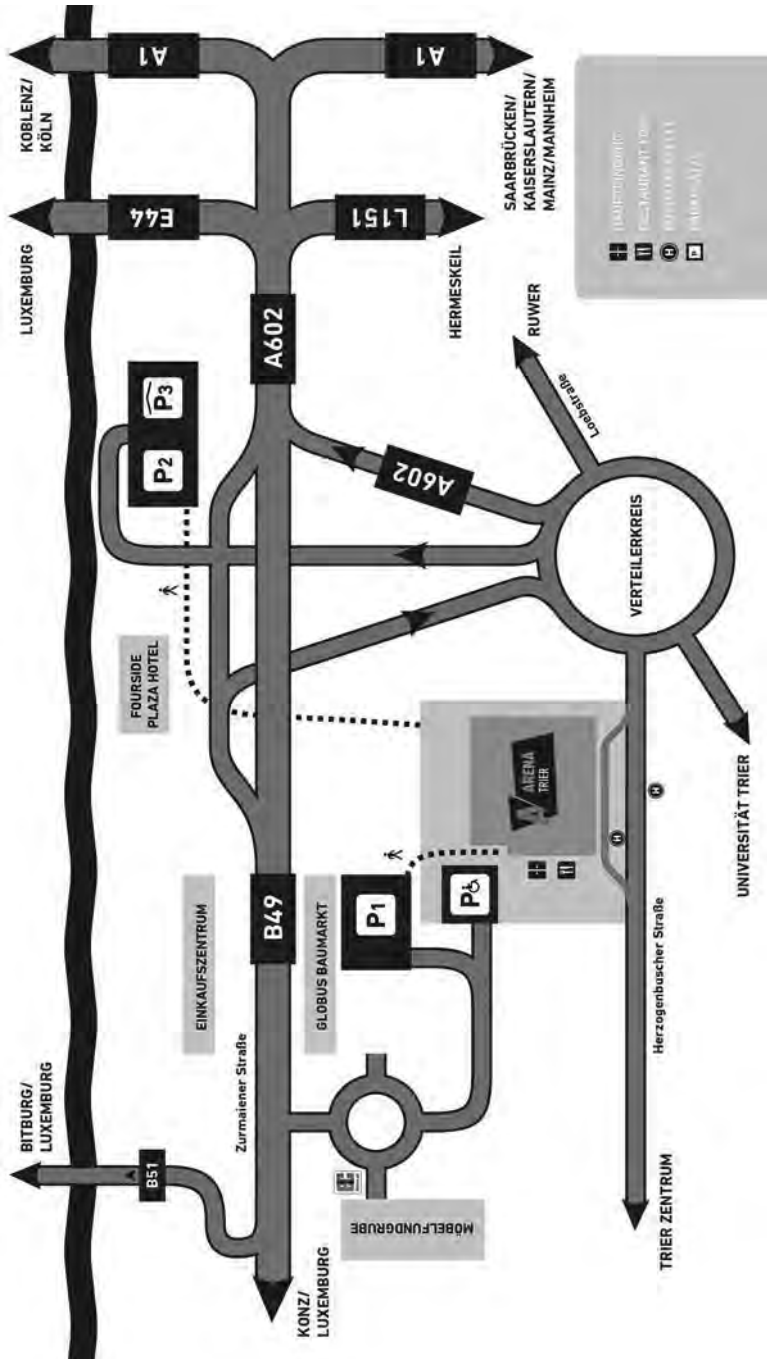 BITBURG/
LUXEMBURG
B51
LUXEMBURG
E44
KOBLENZ/
KÖLN
A1
P2
P3
FOURSIDE
PLAZA HOTEL
EINKAUFSZENTRUM
Zurmaiener Straße
KONZ/
LUXEMBURG
B49
A602
L151
HERMESKEIL
A1
SAARBRÜCKEN/
KAISERSLAUTERN/
MAINZ/MANNHEIM
GLOBUS BAUMARKT
P1
P
MÖBELFUNDGRUBE
A602
ARENA
TRIER
H
H
Herzogenbuscher Straße
TRIER ZENTRUM
VERTEILERKREIS
Loebstraße
RUWER
UNIVERSITÄT TRIER
H
P